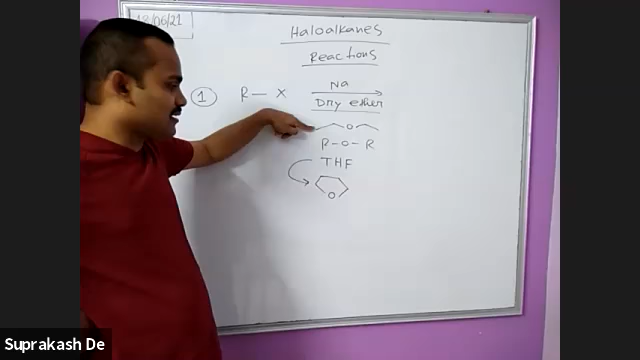 18/06/21
Haloalkanes
Reactions
1 R — X Na
Dry ether
O
R - O - R
THF
O
Suprakash De